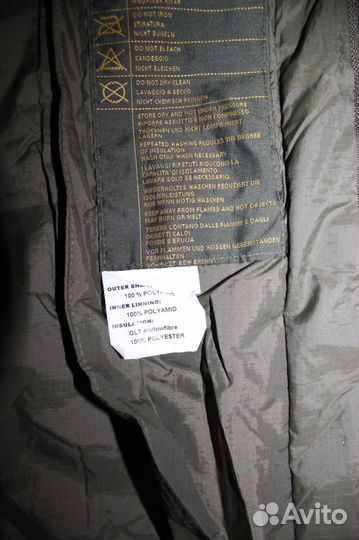 DO NOT IRON
STIRATURA
NICHT BUGELN
DO NOT BLEACH
CANDEGGIO
NICHT BLEICHEN
DO NOT DRY CLEAN
LAVAGGIO A SECCO
NICHT CHEMISCH REINIGEN
STORE DRY AND NOT UNDER PRESSURE
RIPORRE ASCIUTTO E NON COMPRESSO
TROCHNEN UND NICHT KOMPRIMIERT
LAGERN
REPEATED WASHING REDUCES THE DEGREE
OF INSULATION
WASH ONLY WHEN NECESSARY
I LAVAGGI RIPETUTI RIDUCONO LA
CAPACITA DI ISOLAMENTO
LAVARE SOLO SE NECESSARIO
WIEDERHOLTES WASCHEN REDUZIERT DIE
ISOLIERLEISTUNG
NUR WENN NOTIG WASCHEN
KEEP AWAY FROM FLAMES AND HOT OBJECTS
MAY BURN OR MELT
TENERE LONTANO DALLE FIAMME E DAGLI
OGGETTI CALDI
FONDE E BRUCIA
VOR FLAMMEN UND HEISSEN GEGENSTANDEN
FERNHALTEN
OUTER
100 % POLYAMID
INNER LINNING:
100% POLYAMID
INSULATION:
GLT-Hollowfibre
100% POLYESTER
Avito